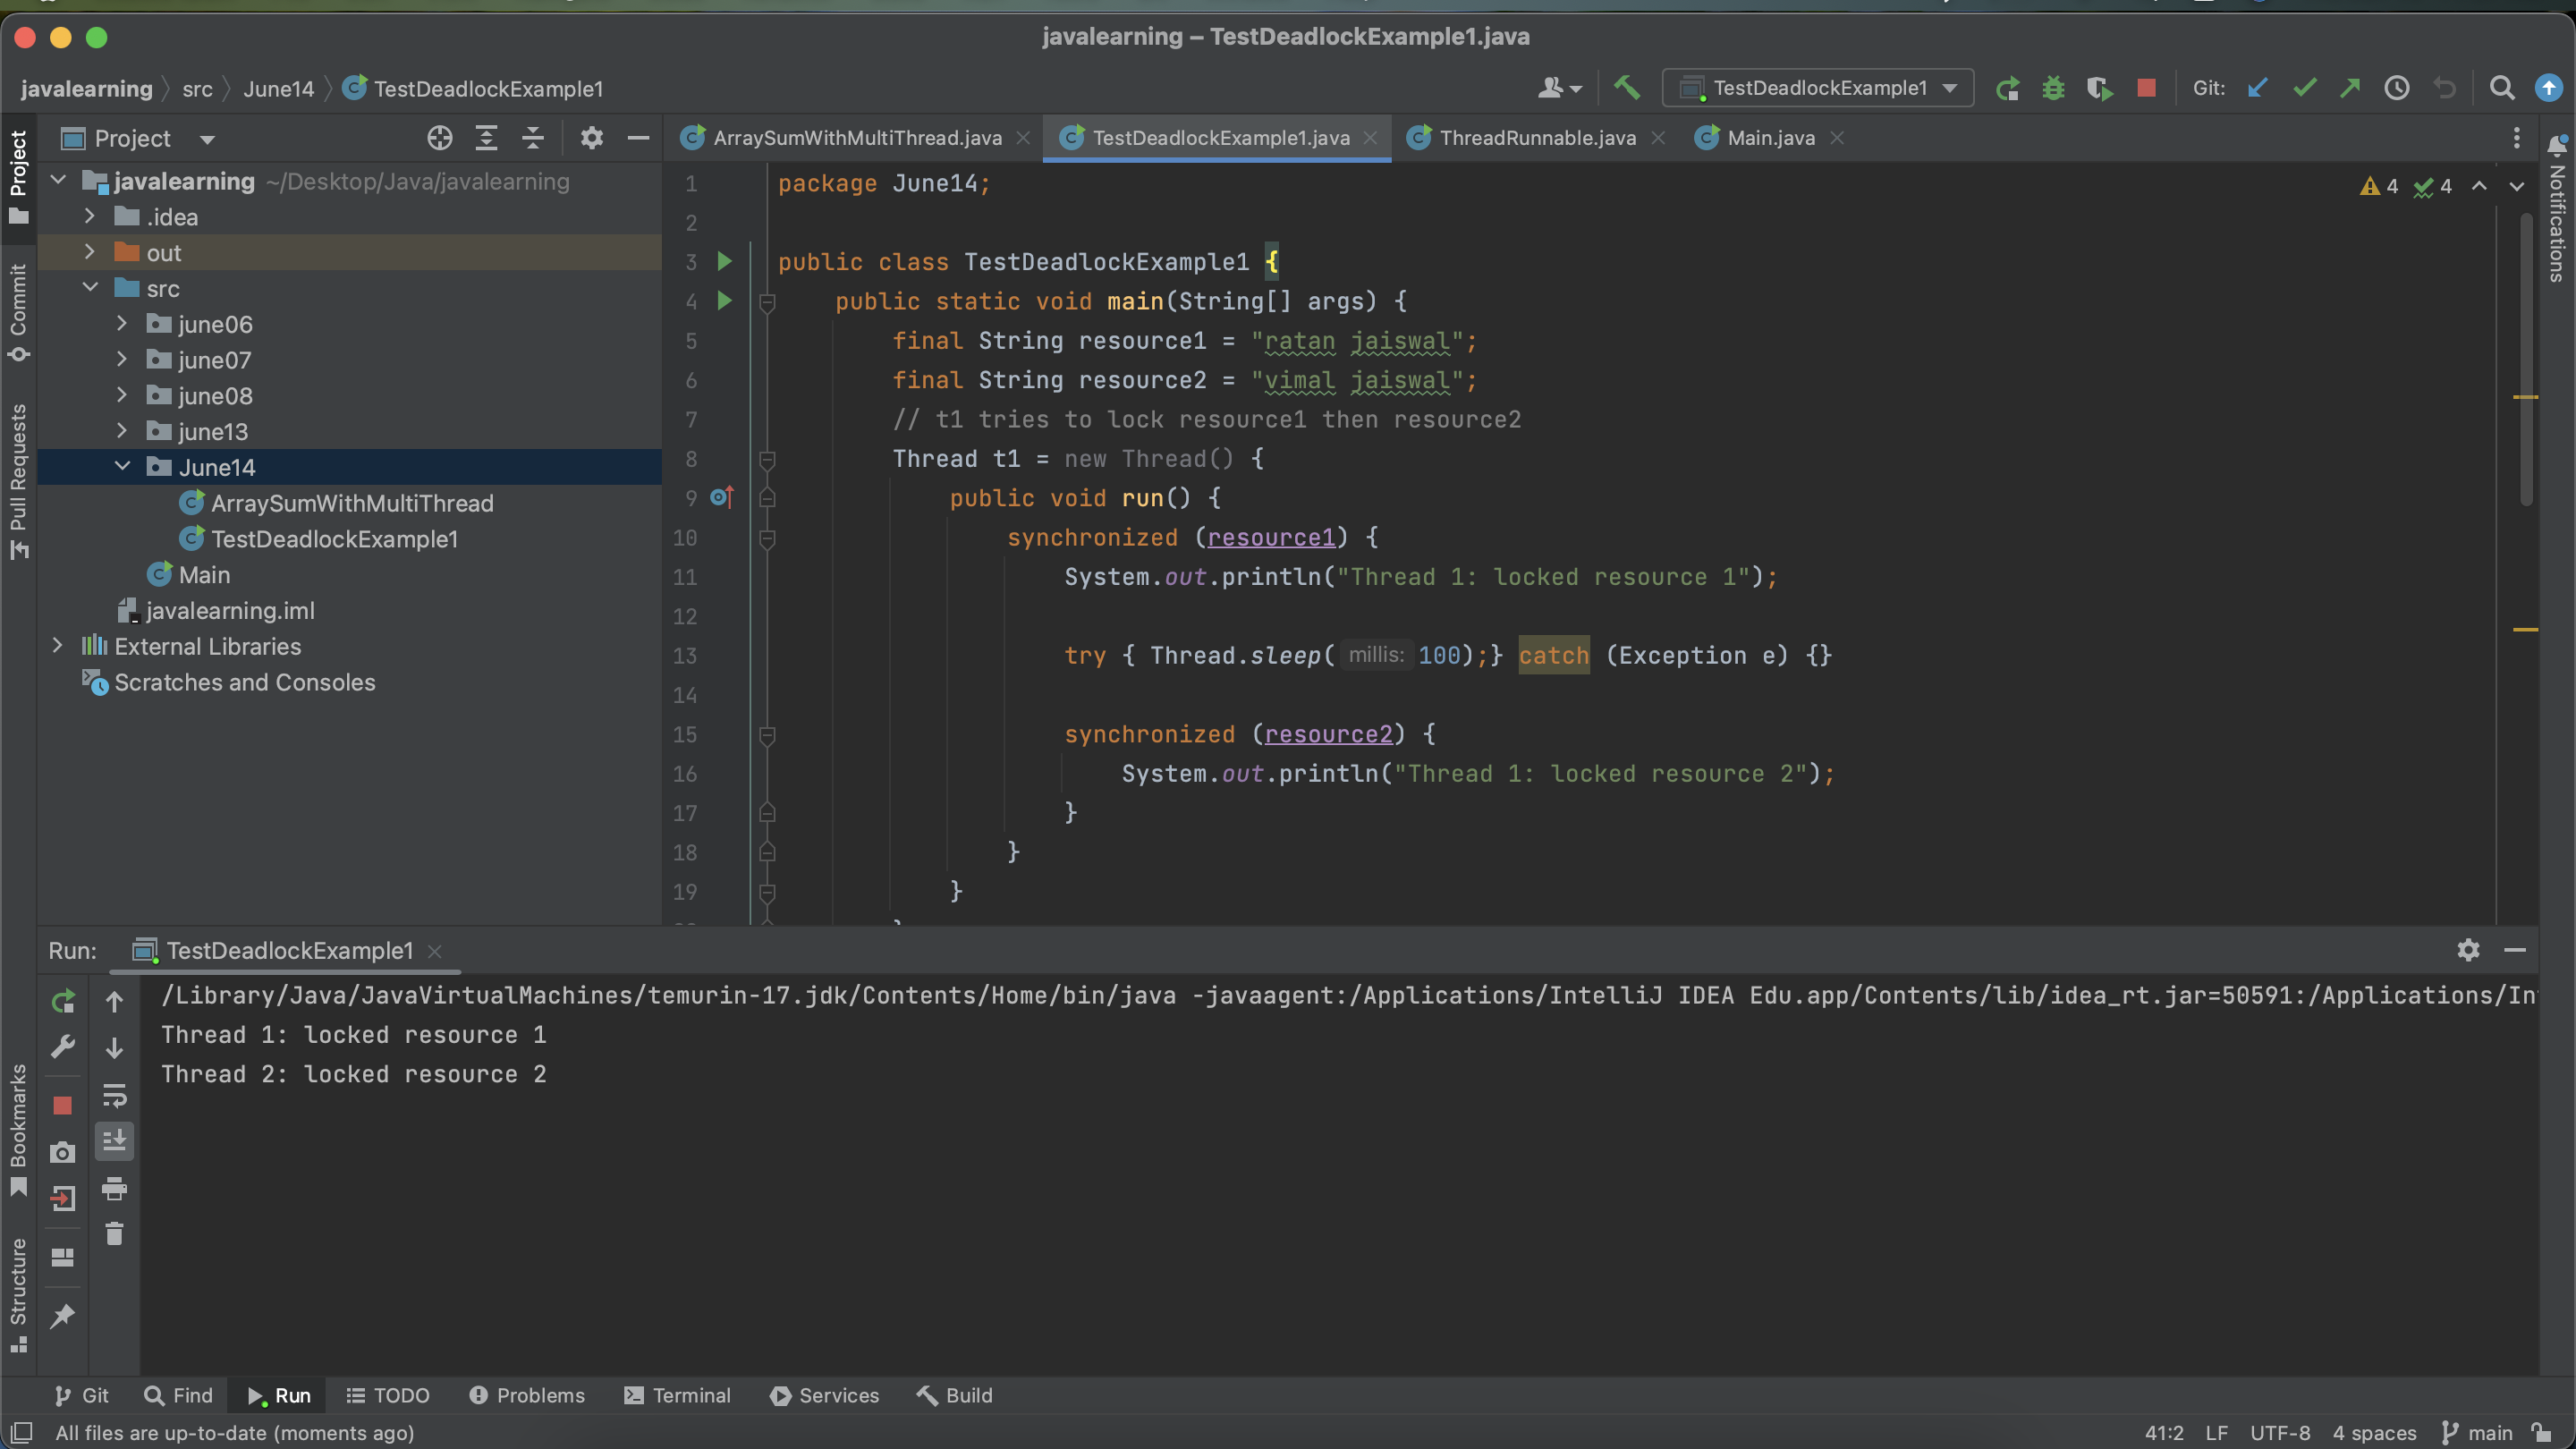 javalearning – TestDeadlockExample1.java
javalearning src June14 TestDeadlockExample1
TestDeadlockExample1 Git:
Project
ArraySumWithMultiThread.java TestDeadlockExample1.java ThreadRunnable.java Main.java
Project
Commit
Pull Requests
Bookmarks
Structure
Notifications
javalearning ~/Desktop/Java/javalearning
.idea
out
src
june06
june07
june08
june13
June14
ArraySumWithMultiThread
TestDeadlockExample1
Main
javalearning.iml
External Libraries
Scratches and Consoles
4 4
1 package June14;
2
3 public class TestDeadlockExample1 {
4 public static void main(String[] args) {
5 final String resource1 = "ratan jaiswal";
6 final String resource2 = "vimal jaiswal";
7 // t1 tries to lock resource1 then resource2
8 Thread t1 = new Thread() {
9 public void run() {
10 synchronized (resource1) {
11 System.out.println("Thread 1: locked resource 1");
12
13 try { Thread.sleep( millis: 100);} catch (Exception e) {}
14
15 synchronized (resource2) {
16 System.out.println("Thread 1: locked resource 2");
17 }
18 }
19 }
Run: TestDeadlockExample1
/Library/Java/JavaVirtualMachines/temurin-17.jdk/Contents/Home/bin/java -javaagent:/Applications/IntelliJ IDEA Edu.app/Contents/lib/idea_rt.jar=50591:/Applications/In
Thread 1: locked resource 1
Thread 2: locked resource 2
Git Find Run TODO Problems Terminal Services Build
All files are up-to-date (moments ago) 41:2 LF UTF-8 4 spaces main